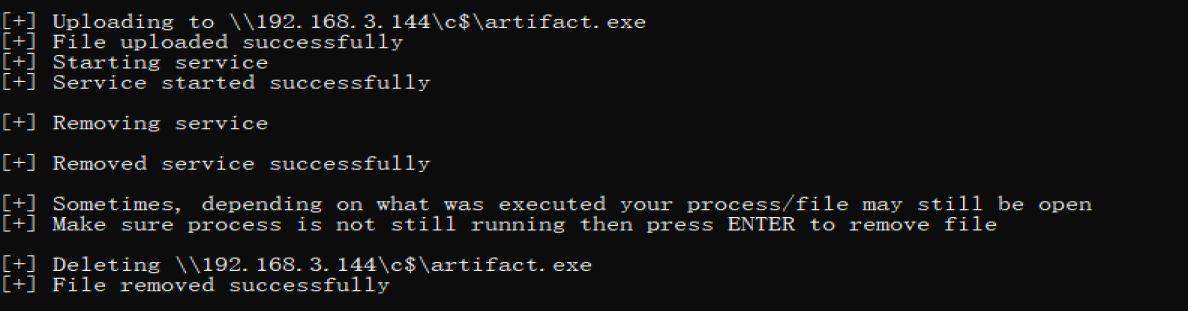 [+] Uploading to \\192.168.3.144\c$\artifact.exe
[+] File uploaded successfully
[+] Starting service
[+] Service started successfully
[+] Removing service
[+] Removed service successfully
[+] Sometimes, depending on what was executed your process/file may still be open
[+] Make sure process is not still running then press ENTER to remove file
[+] Deleting \\192.168.3.144\c$\artifact.exe
[+] File removed successfully